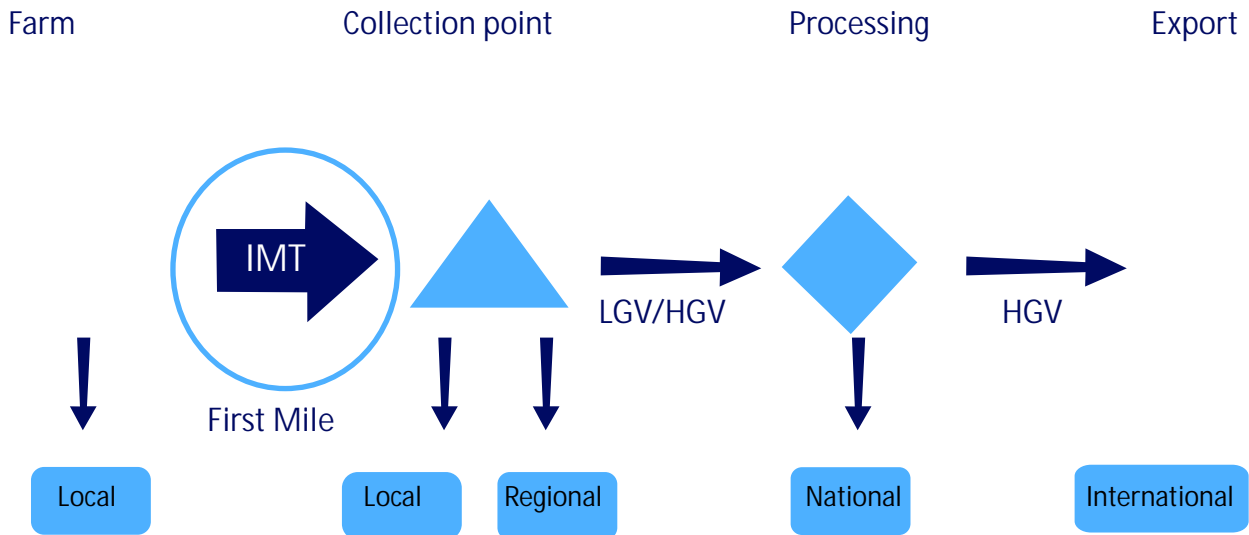 Farm
Collection point
Processing
Export
IMT
LGV/HGV
HGV
First Mile
Local
Local
Regional
National
International